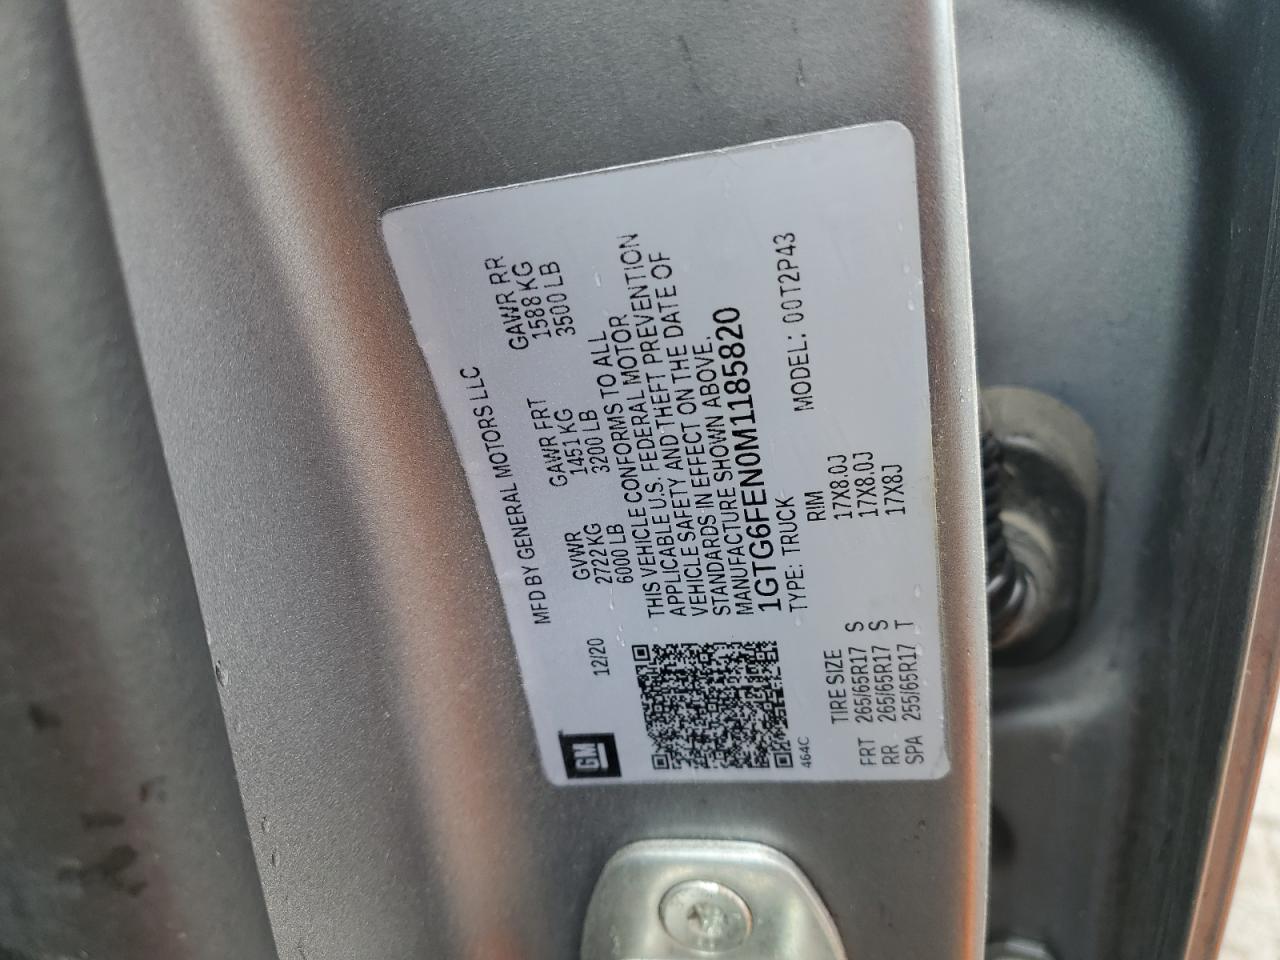 GM
12/20
MFD BY GENERAL MOTORS LLC
GVWR GAWR FRT GAWR RR
2722 KG 1451 KG 1588 KG
6000 LB 3200 LB 3500 LB
THIS VEHICLE CONFORMS TO ALL
APPLICABLE U.S. FEDERAL MOTOR
VEHICLE SAFETY AND THEFT PREVENTION
STANDARDS IN EFFECT ON THE DATE OF
MANUFACTURE SHOWN ABOVE.
1GTG6FEN0M1185820
TYPE: TRUCK MODEL: 00T2P43
464C
TIRE SIZE RIM
FRT 265/65R17 S 17X8.0J
RR 265/65R17 S 17X8.0J
SPA 255/65R17 T 17X8J